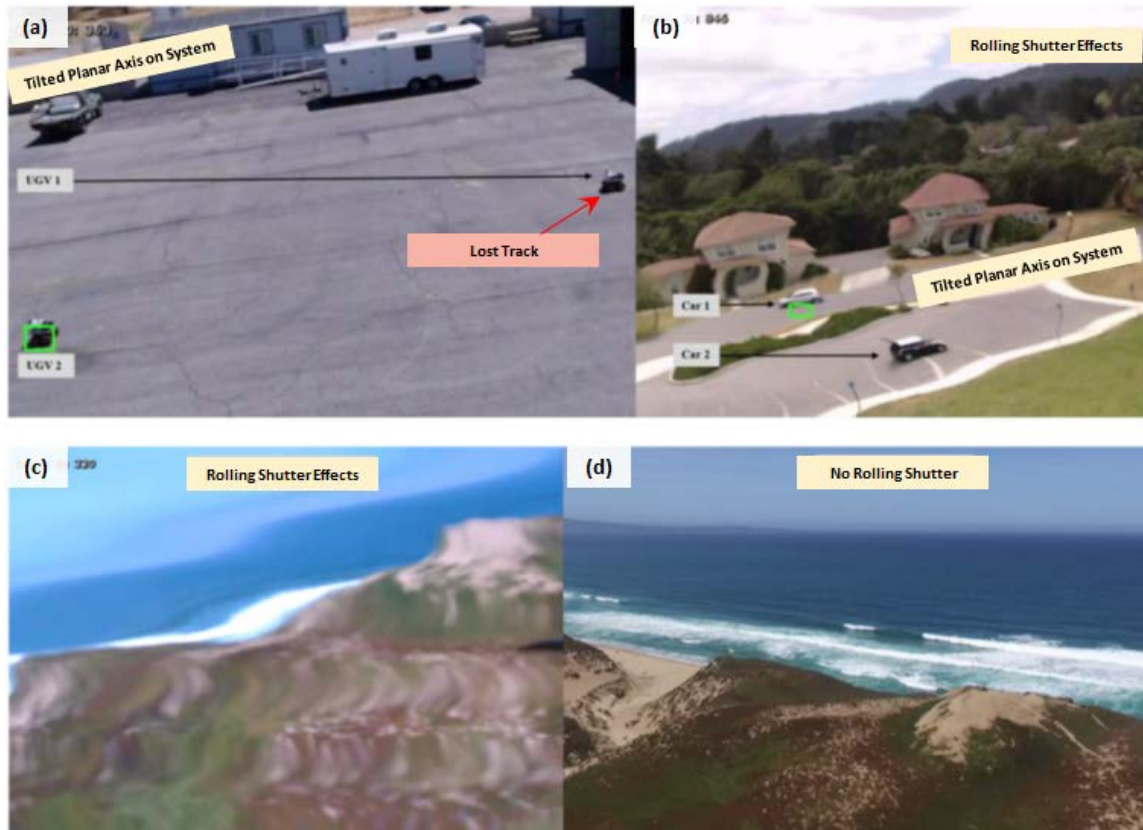 (a)
Tilted Planar Axis on System
UGV 1
Lost Track
UGV 2
(b)
Rolling Shutter Effects
Tilted Planar Axis on System
Car 1
Car 2
(c)
Rolling Shutter Effects
(d)
No Rolling Shutter